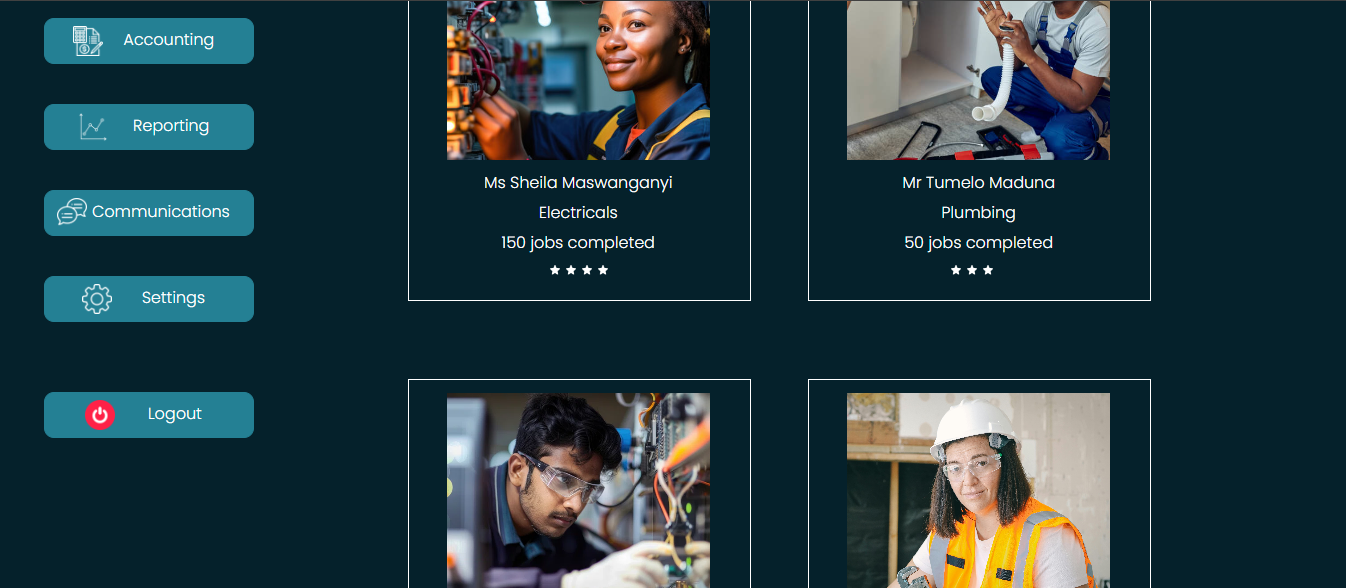 Accounting
Reporting
Communications
Settings
Logout
Ms Sheila Maswanganyi
Electricals
150 jobs completed
Mr Tumelo Maduna
Plumbing
50 jobs completed